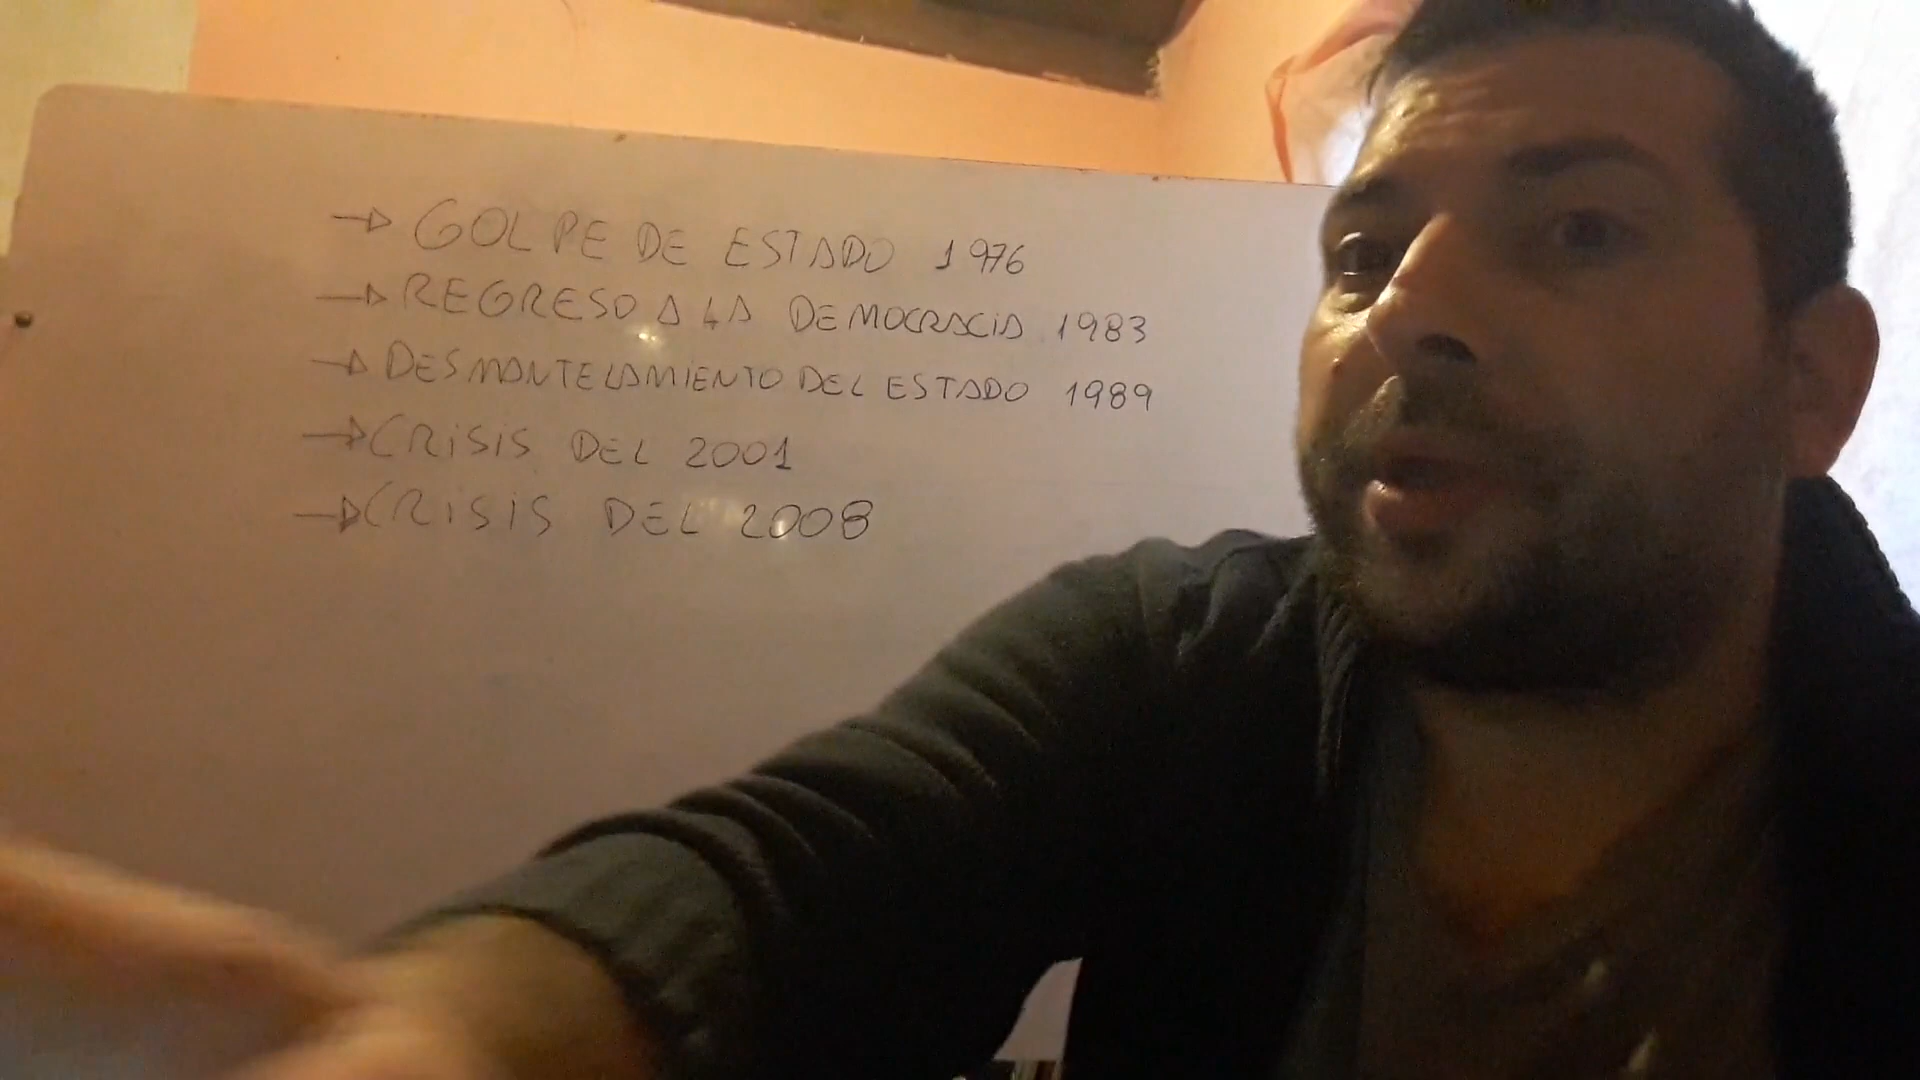 → GOLPE DE ESTADO 1976
→ REGRESO A LA DEMOCRACIA 1983
→ DESMANTELAMIENTO DEL ESTADO 1989
→ CRISIS DEL 2001
→ CRISIS DEL 2008